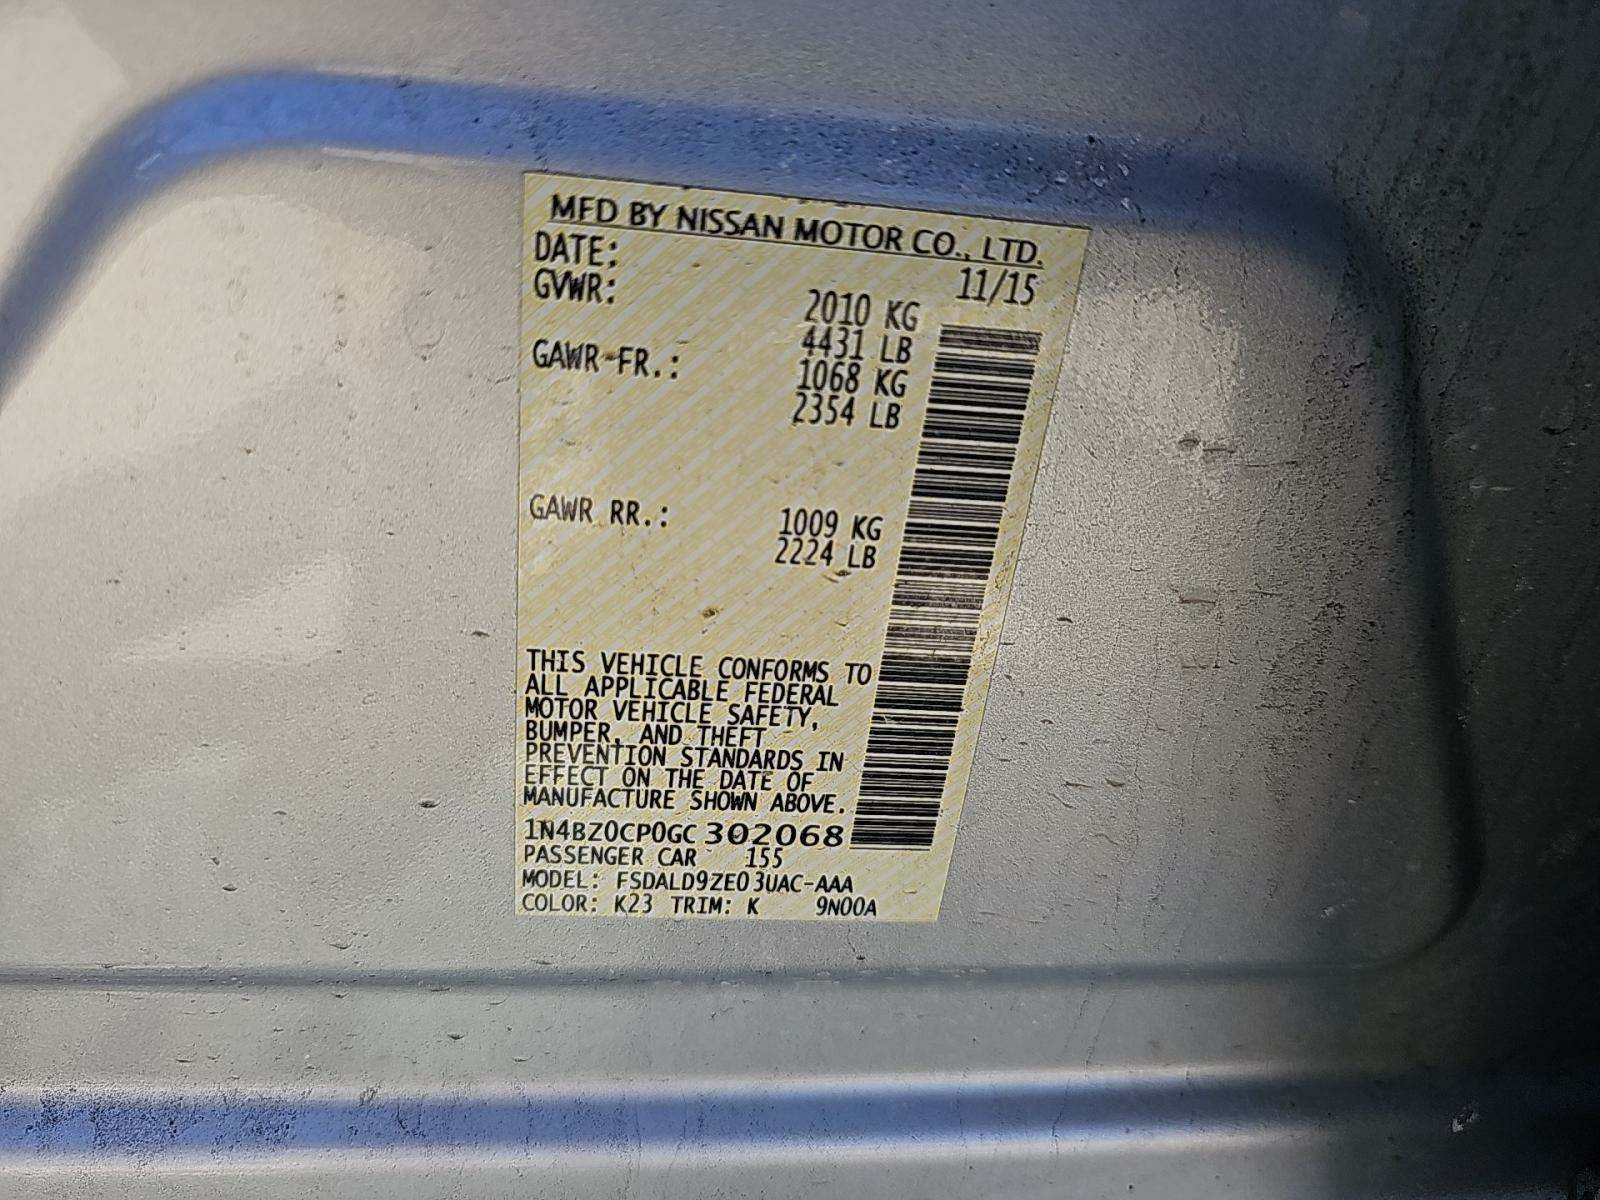 MFD BY NISSAN MOTOR CO., LTD.
DATE: 11/15
GVWR: 2010 KG
4431 LB
GAWR-FR.: 1068 KG
2354 LB
GAWR RR.: 1009 KG
2224 LB
THIS VEHICLE CONFORMS TO
ALL APPLICABLE FEDERAL
MOTOR VEHICLE SAFETY,
BUMPER, AND THEFT
PREVENTION STANDARDS IN
EFFECT ON THE DATE OF
MANUFACTURE SHOWN ABOVE.
1N4BZ0CP0GC302068
PASSENGER CAR 155
MODEL: FSDALD9ZE03UAC-AAA
COLOR: K23 TRIM: K 9N00A